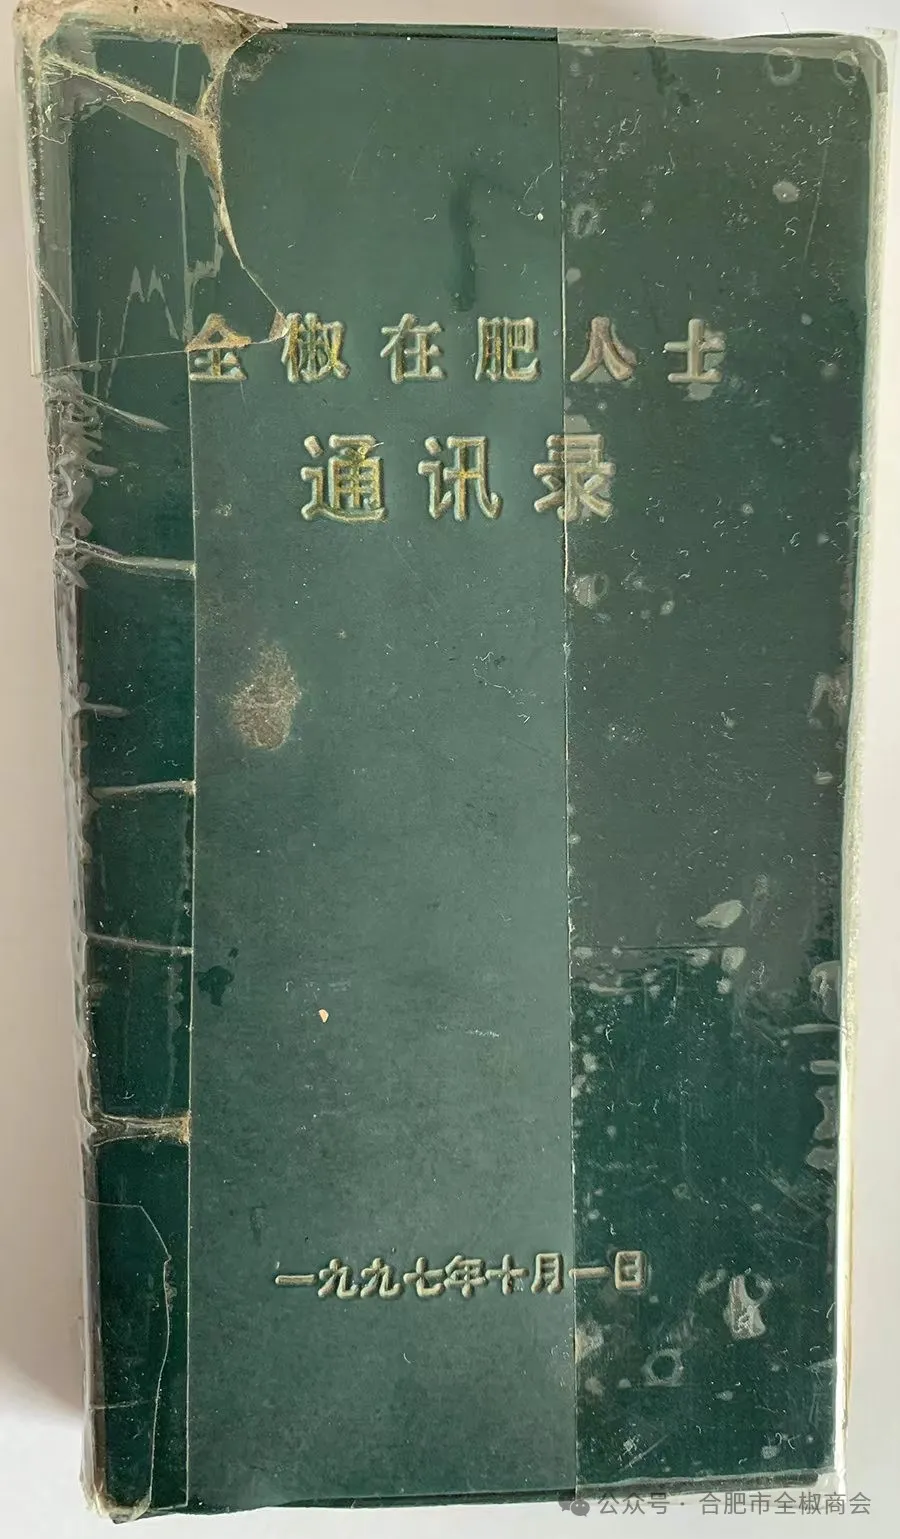 全椒在肥人士
通讯录
一九九七年十月一日
公众号 · 合肥市全椒商会